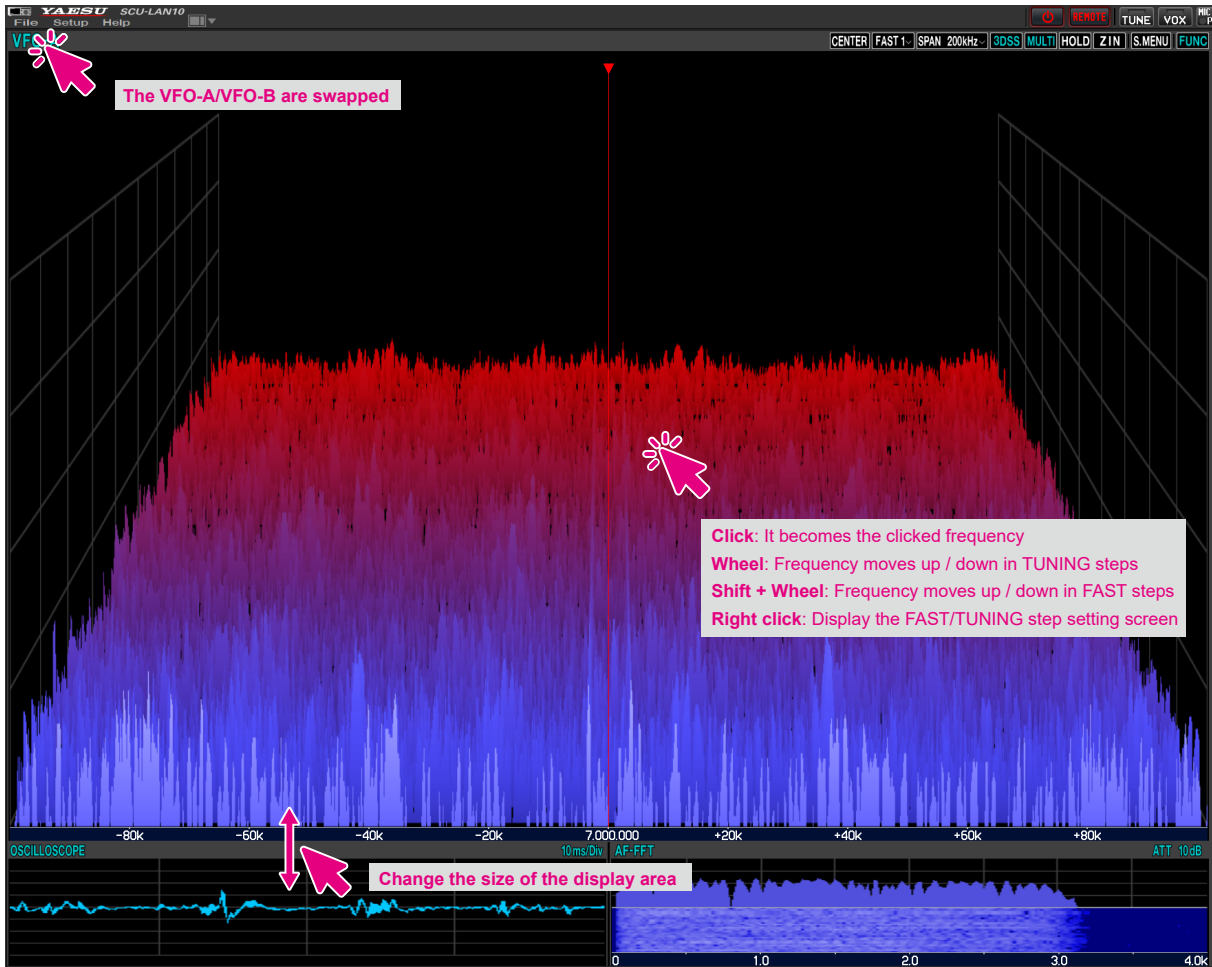 YAESU SCU-LAN10
File Setup Help
REMOTE TUNE VOX MIC
VFO
CENTER FAST 1 SPAN 200kHz 3DSS MULTI HOLD Z IN S.MENU FUNC
The VFO-A/VFO-B are swapped
Click: It becomes the clicked frequency
Wheel: Frequency moves up / down in TUNING steps
Shift + Wheel: Frequency moves up / down in FAST steps
Right click: Display the FAST/TUNING step setting screen
-80k -60k -40k -20k 7.000.000 +20k +40k +60k +80k
OSCILLOSCOPE 10ms/Div AF-FFT ATT 10dB
Change the size of the display area
0 1.0 2.0 3.0 4.0k